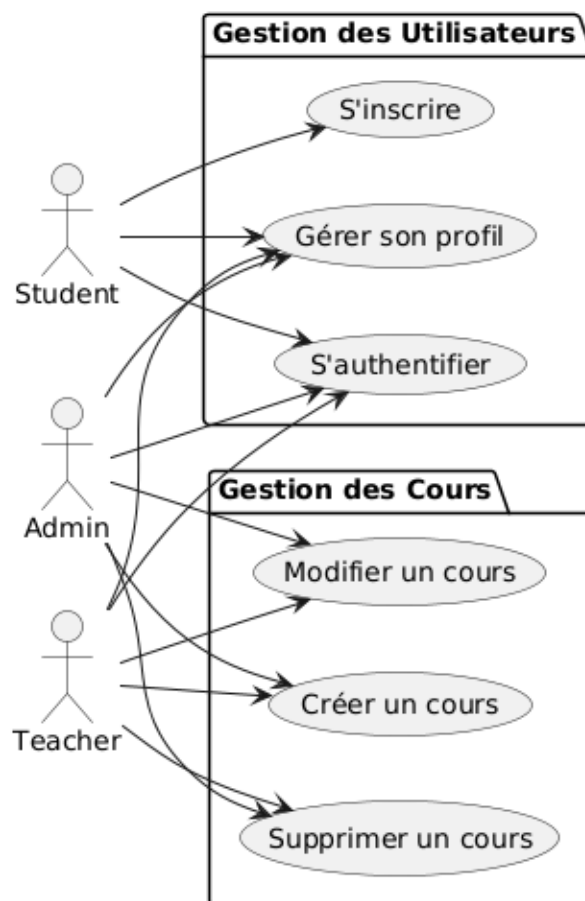 Gestion des Utilisateurs
S'inscrire
Gérer son profil
Student
S'authentifier
Admin
Gestion des Cours
Modifier un cours
Créer un cours
Teacher
Supprimer un cours